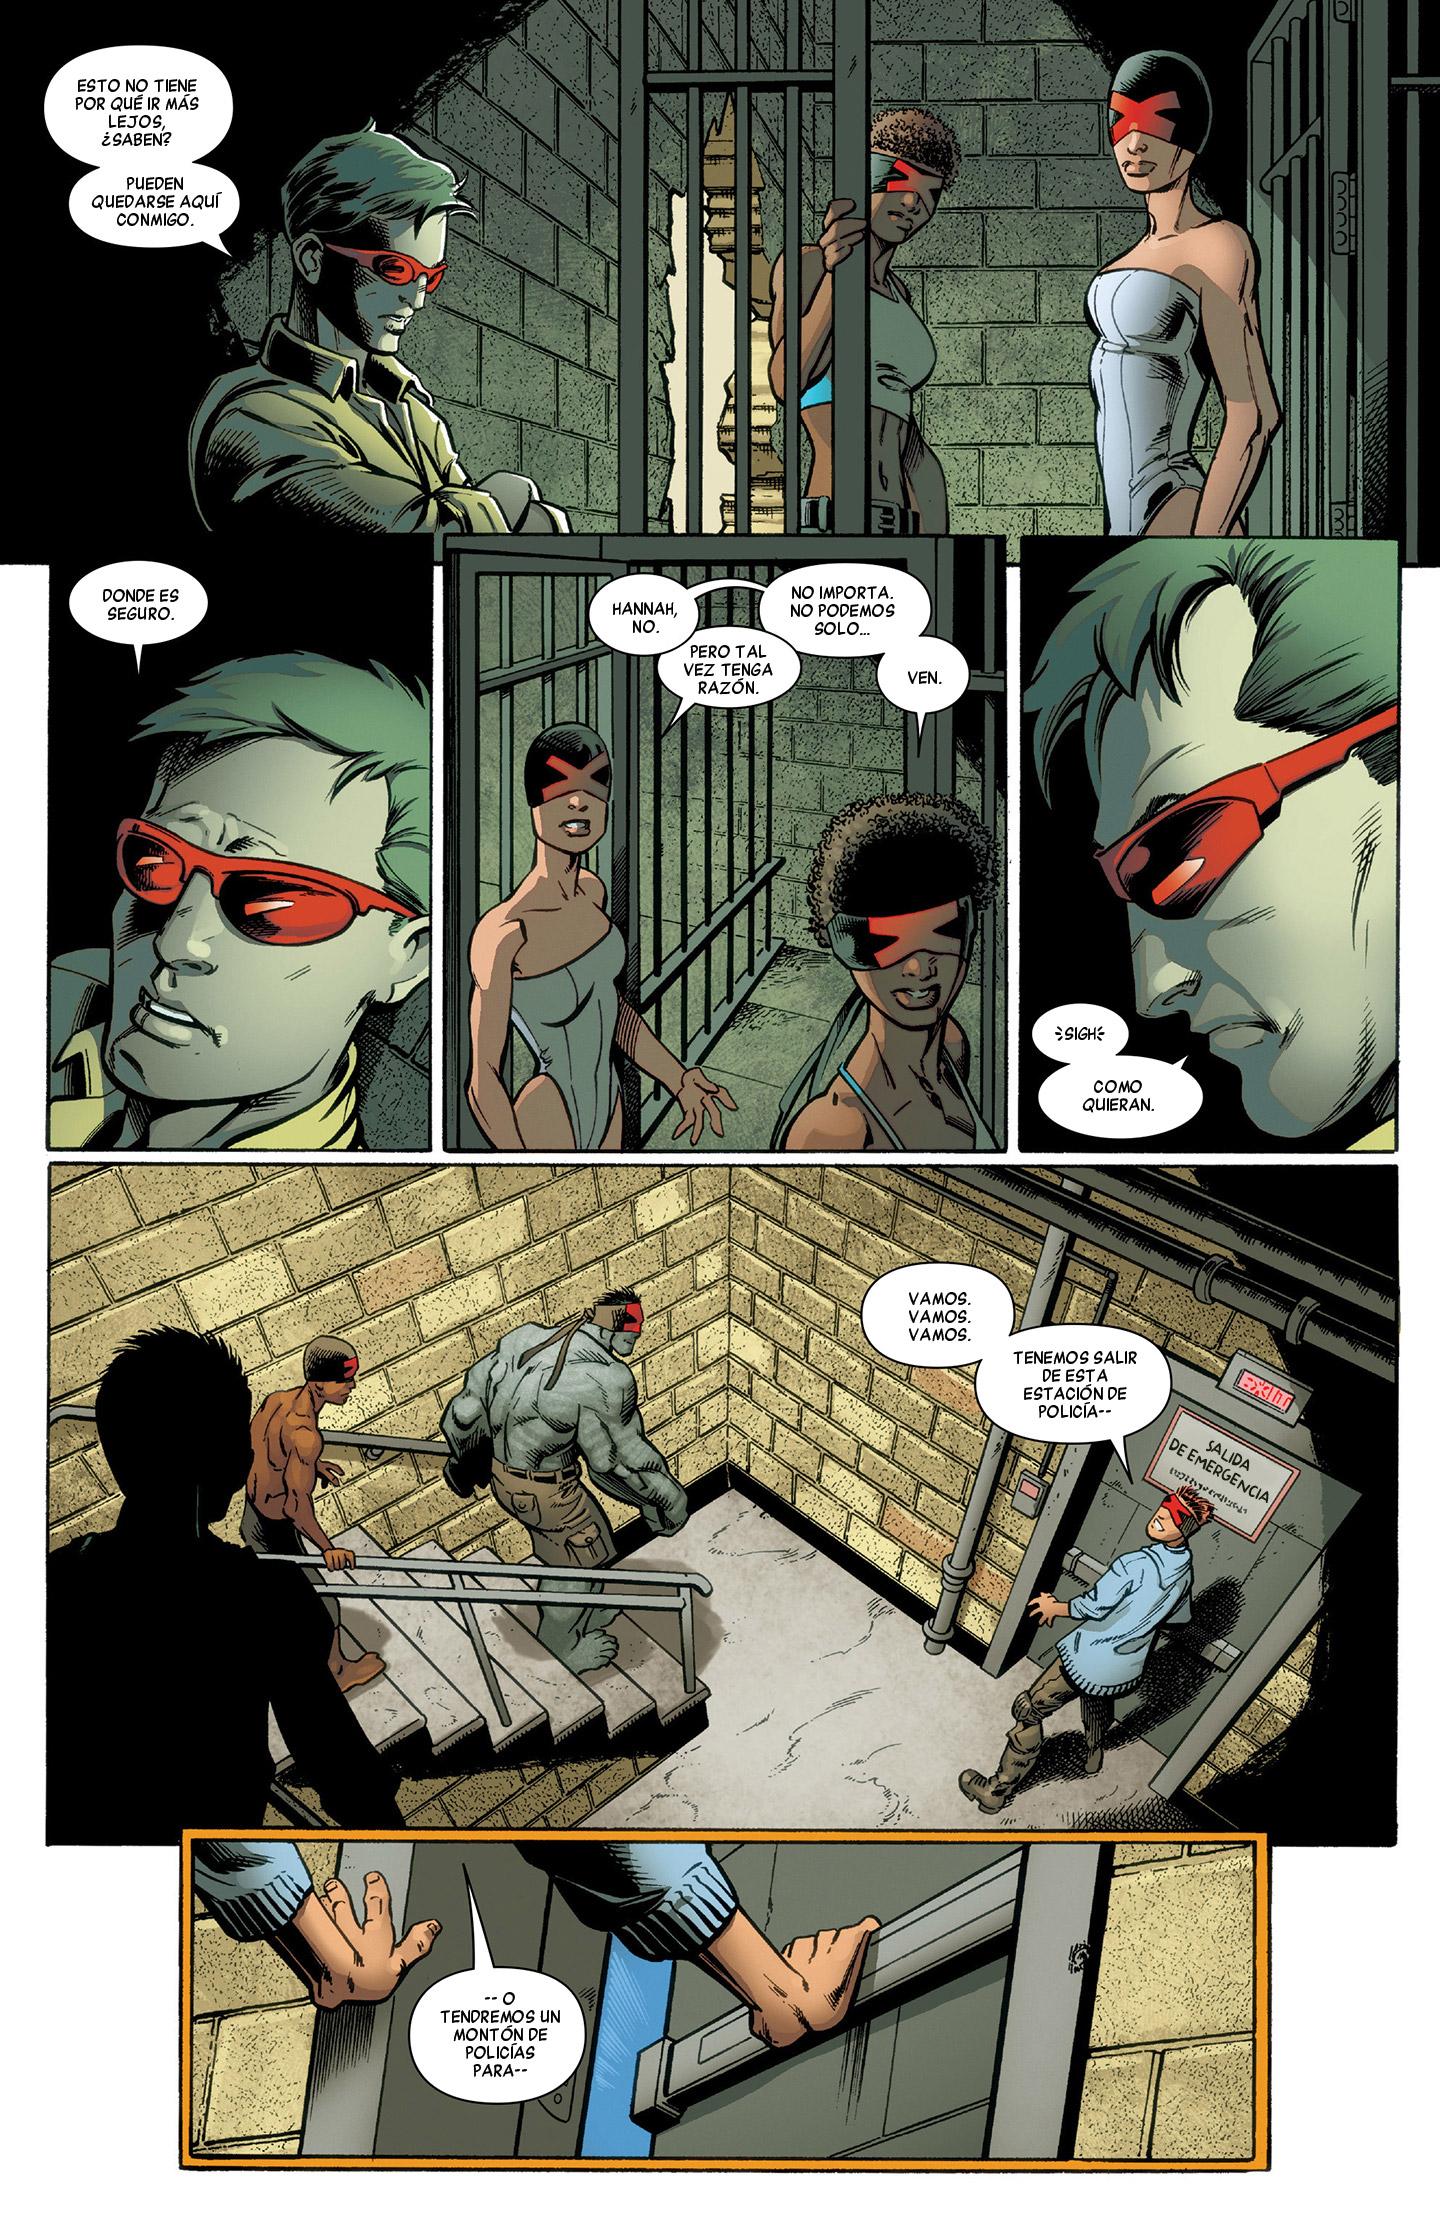 ESTO NO TIENE
POR QUÉ IR MÁS
LEJOS,
¿SABEN?
PUEDEN
QUEDARSE AQUÍ
CONMIGO.
DONDE ES
SEGURO.
HANNAH,
NO.
PERO TAL
VEZ TENGA
RAZÓN.
NO IMPORTA.
NO PODEMOS
SOLO...
VEN.
SIGH
COMO
QUIERAN.
VAMOS.
VAMOS.
VAMOS.
TENEMOS SALIR
DE ESTA
ESTACIÓN DE
POLICÍA--
SALIDA
DE EMERGENCIA
-- O
TENDREMOS UN
MONTÓN DE
POLICÍAS
PARA--